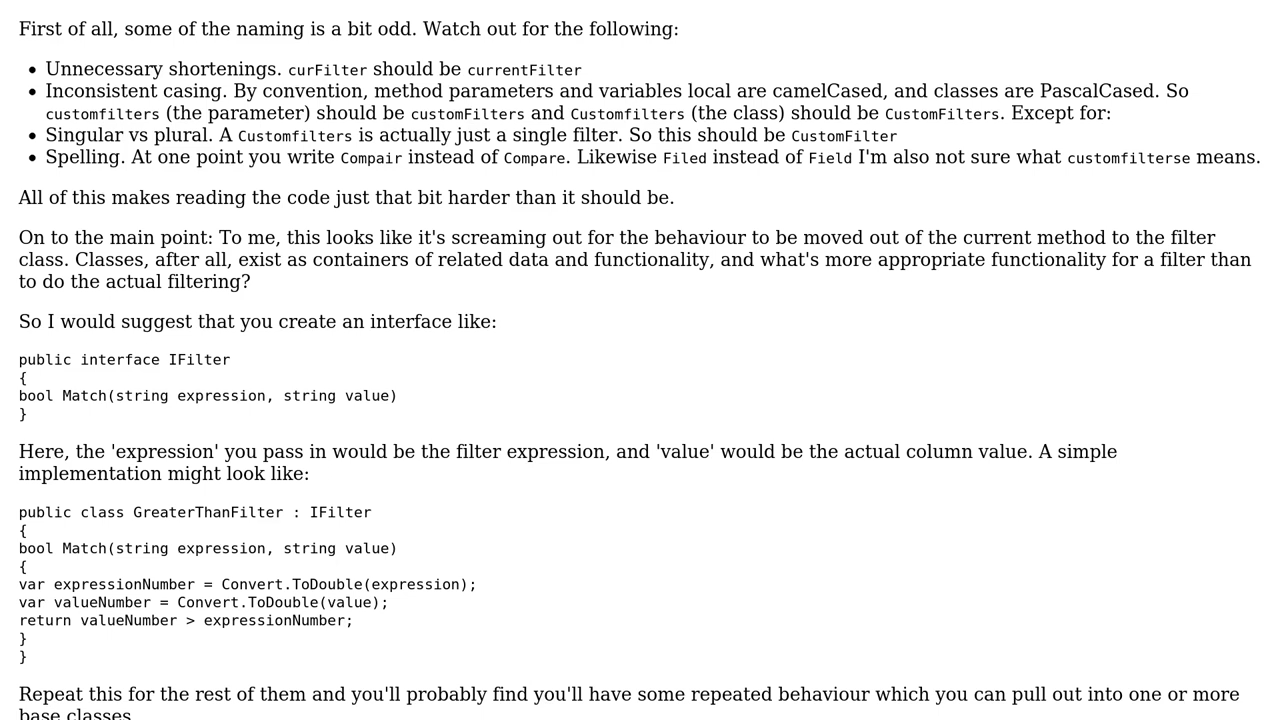 First of all, some of the naming is a bit odd. Watch out for the following:
• Unnecessary shortenings. curFilter should be currentFilter
• Inconsistent casing. By convention, method parameters and variables local are camelCased, and classes are PascalCased. So
customfilters (the parameter) should be customFilters and Customfilters (the class) should be CustomFilters. Except for:
• Singular vs plural. A Customfilters is actually just a single filter. So this should be CustomFilter
• Spelling. At one point you write Compair instead of Compare. Likewise Filed instead of Field I'm also not sure what customfilterse means.
All of this makes reading the code just that bit harder than it should be.
On to the main point: To me, this looks like it's screaming out for the behaviour to be moved out of the current method to the filter
class. Classes, after all, exist as containers of related data and functionality, and what's more appropriate functionality for a filter than
to do the actual filtering?
So I would suggest that you create an interface like:
public interface IFilter
{
bool Match(string expression, string value)
}
Here, the 'expression' you pass in would be the filter expression, and 'value' would be the actual column value. A simple
implementation might look like:
public class GreaterThanFilter : IFilter
{
bool Match(string expression, string value)
{
var expressionNumber = Convert.ToDouble(expression);
var valueNumber = Convert.ToDouble(value);
return valueNumber > expressionNumber;
}
}
Repeat this for the rest of them and you'll probably find you'll have some repeated behaviour which you can pull out into one or more
base classes.